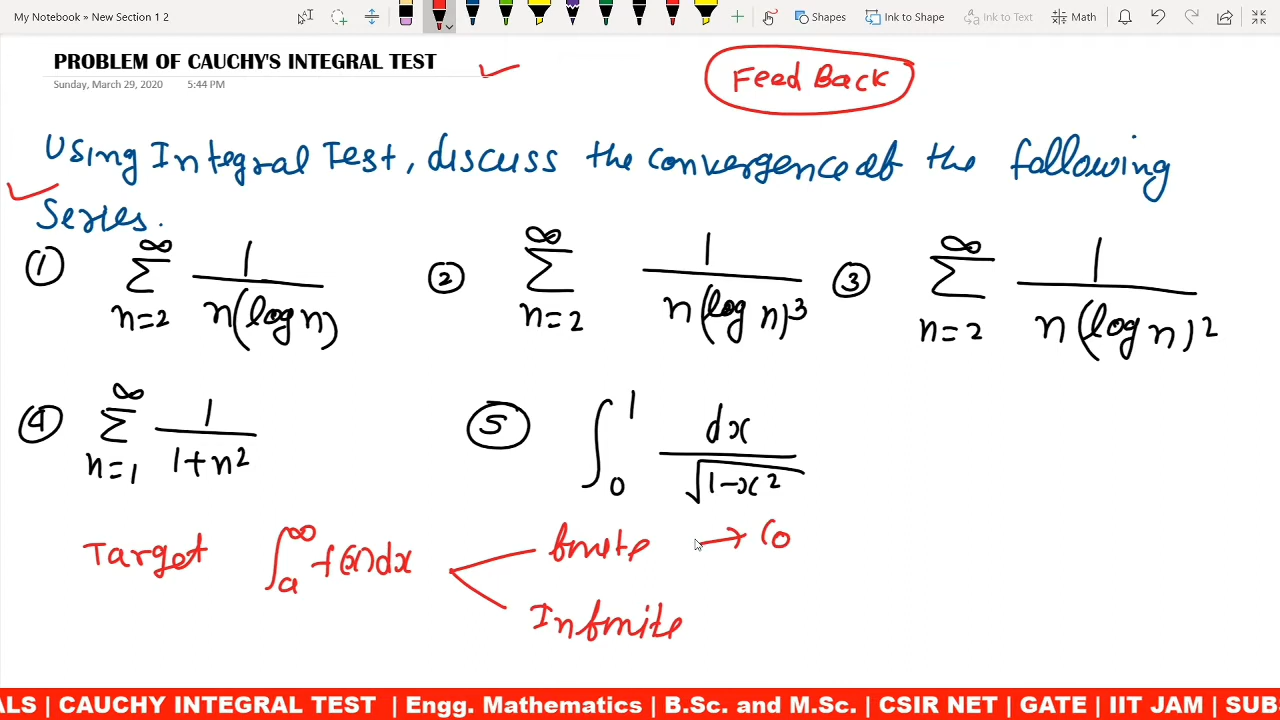 My Notebook » New Section 1 2
Shapes Ink to Shape Ink to Text Math
PROBLEM OF CAUCHY'S INTEGRAL TEST
Sunday, March 29, 2020 5:44 PM
Feed Back
Using Integral Test, discuss the convergence of the following
Series.
① ∑_{n=2}^{∞} 1/(n(log n)) ② ∑_{n=2}^{∞} 1/(n(log n)^3) ③ ∑_{n=2}^{∞} 1/(n(log n)^2)
④ ∑_{n=1}^{∞} 1/(1+n^2) ⑤ ∫_0^1 dx/√(1-x^2)
Target ∫_a^∞ f(x)dx finite → Co
Infinite
ALS | CAUCHY INTEGRAL TEST | Engg. Mathematics | B.Sc. and M.Sc. | CSIR NET | GATE | IIT JAM | SUB